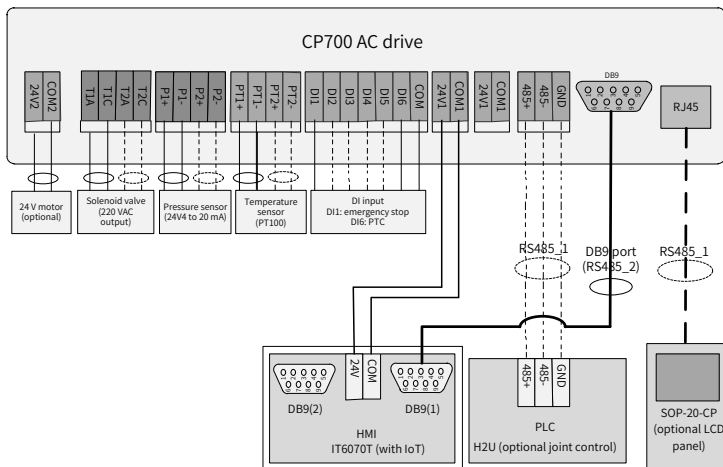 CP700 AC drive
24V2
COM2
T1A
T1C
T2A
T2C
P1+
P1-
P2+
P2-
PT1+
PT1-
PT2+
PT2-
DI1
DI2
DI3
DI4
DI5
DI6
COM
24V1
COM1
24V1
COM1
485+
485-
GND
DB9
RJ45
24 V motor
(optional)
Solenoid valve
(220 VAC
output)
Pressure sensor
(24V4 to 20 mA)
Temperature
sensor
(PT100)
DI input
DI1: emergency stop
DI6: PTC
RS485_1
DB9 port
(RS485_2)
RS485_1
24V
COM
DB9(2)
DB9(1)
HMI
IT6070T (with IoT)
485+
485-
GND
PLC
H2U (optional joint control)
SOP-20-CP
(optional LCD
panel)